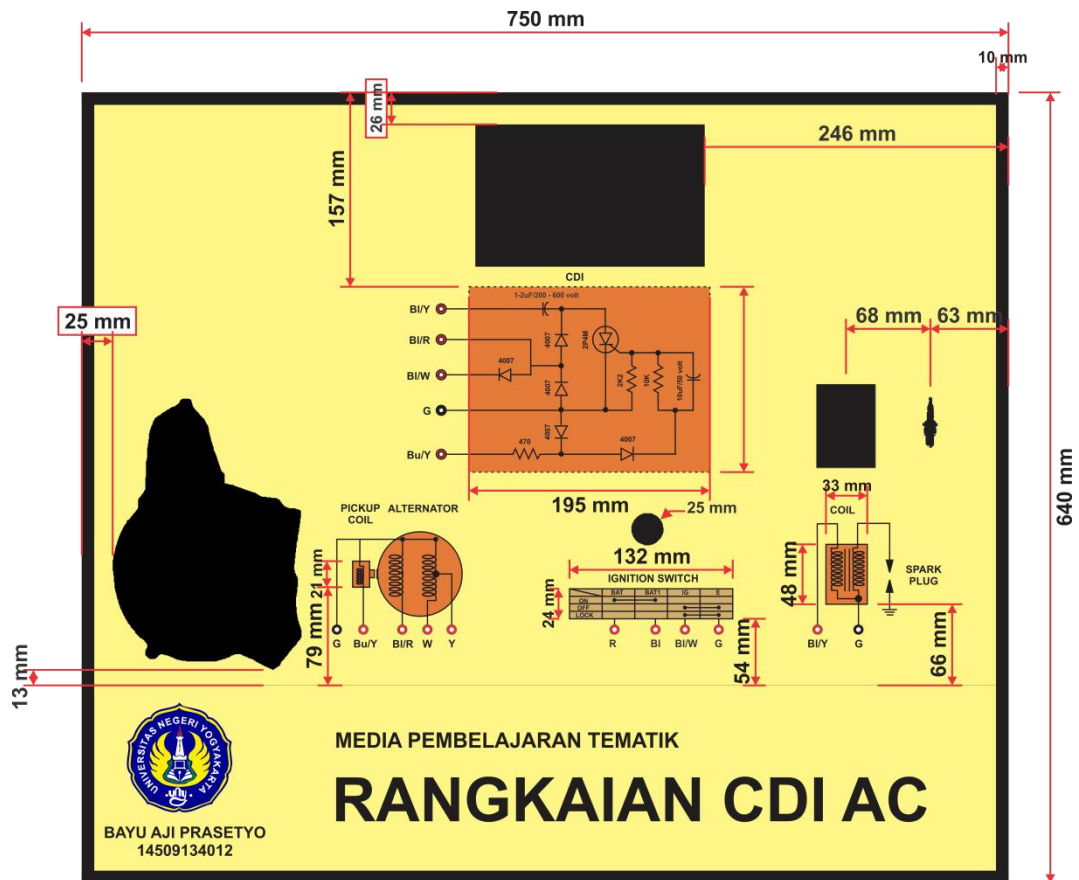 750 mm
10 mm
26 mm
246 mm
157 mm
CDI
1-2uF/200 - 600 volt
Bl/Y
25 mm
68 mm
63 mm
Bl/R
4007
2P4M
4007
Bl/W
4007
2K2
10K
10uF/50 volt
G
4007
470
4007
Bu/Y
640 mm
195 mm
25 mm
33 mm
COIL
PICKUP COIL
ALTERNATOR
132 mm
IGNITION SWITCH
21 mm
48 mm
SPARK PLUG
24 mm
BAT BAT1 IG E
ON
OFF
LOCK
79 mm
G Bu/Y Bl/R W Y
R Bl Bl/W G
Bl/Y G
54 mm
66 mm
13 mm
UNIVERSITAS NEGERI YOGYAKARTA
MEDIA PEMBELAJARAN TEMATIK
RANGKAIAN CDI AC
BAYU AJI PRASETYO
14509134012